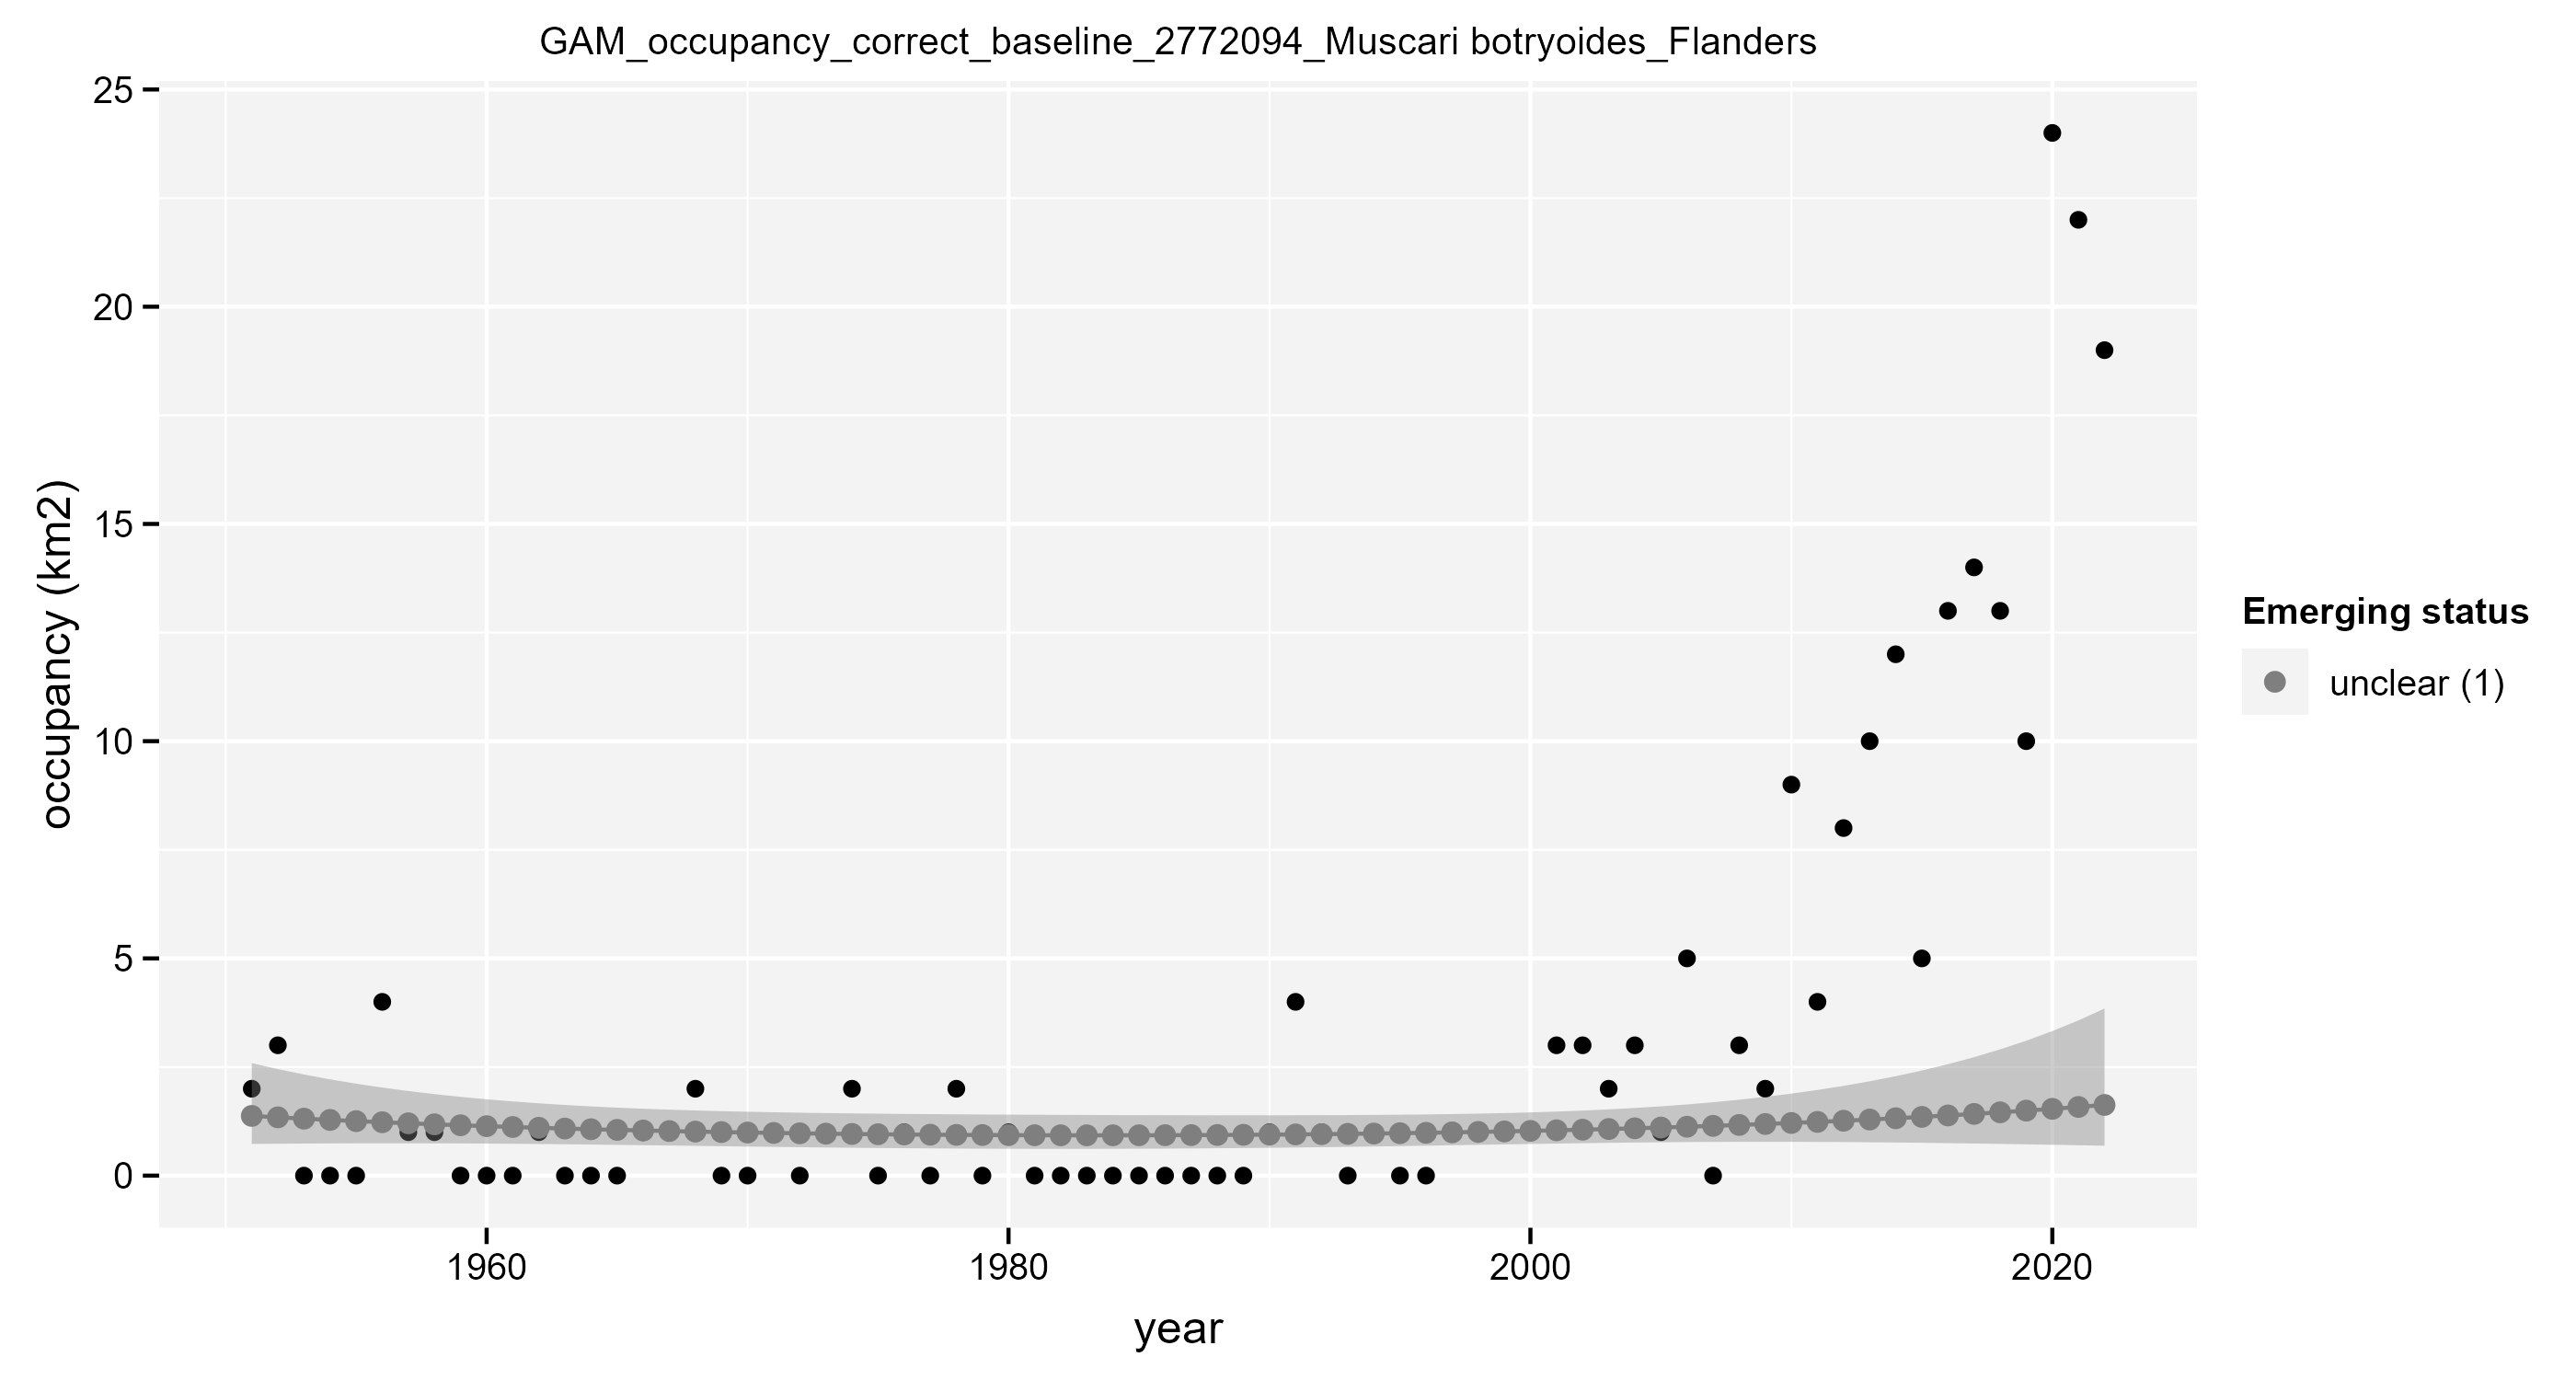 GAM_occupancy_correct_baseline_2772094_Muscari botryoides_Flanders
25
20
15
10
5
0
occupancy (km2)
1960
1980
2000
2020
year
Emerging status
unclear (1)